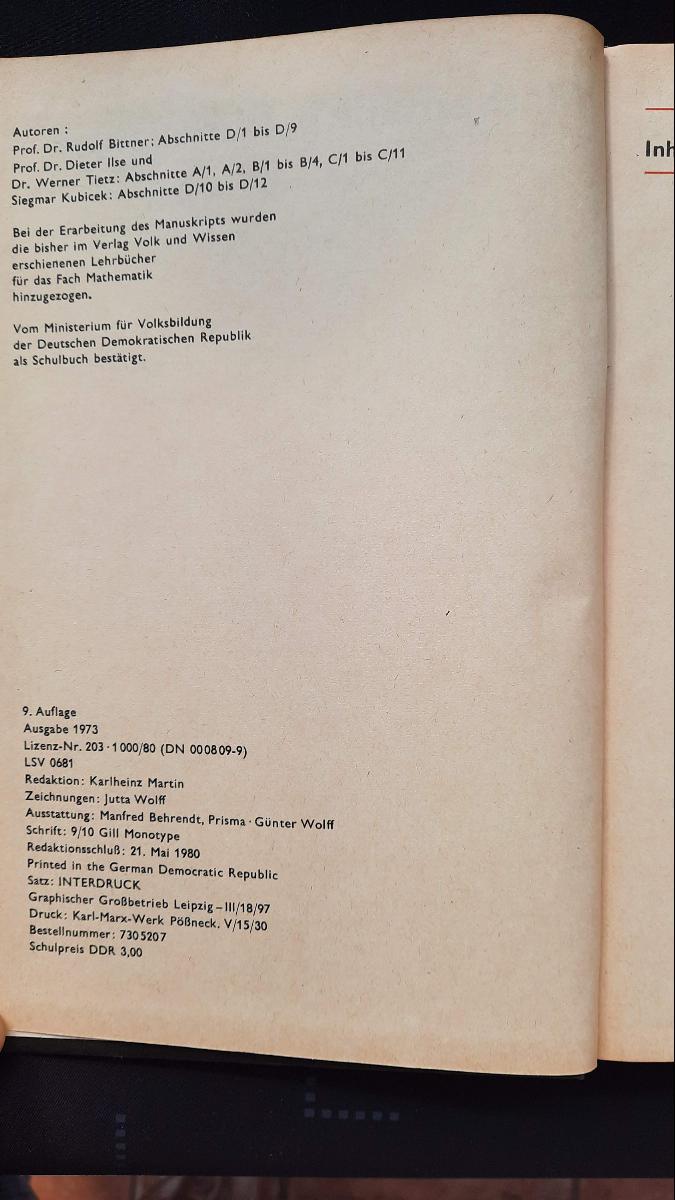 Autoren :
Prof. Dr. Rudolf Bittner: Abschnitte D/1 bis D/9
Prof. Dr. Dieter Ilse und
Dr. Werner Tietz: Abschnitte A/1, A/2, B/1 bis B/4, C/1 bis C/11
Siegmar Kubicek: Abschnitte D/10 bis D/12
Bei der Erarbeitung des Manuskripts wurden
die bisher im Verlag Volk und Wissen
erschienenen Lehrbücher
für das Fach Mathematik
hinzugezogen.
Vom Ministerium für Volksbildung
der Deutschen Demokratischen Republik
als Schulbuch bestätigt.
9. Auflage
Ausgabe 1973
Lizenz-Nr. 203 · 1000/80 (DN 000809-9)
LSV 0681
Redaktion: Karlheinz Martin
Zeichnungen: Jutta Wolff
Ausstattung: Manfred Behrendt, Prisma · Günter Wolff
Schrift: 9/10 Gill Monotype
Redaktionsschluß: 21. Mai 1980
Printed in the German Democratic Republic
Satz: INTERDRUCK
Graphischer Großbetrieb Leipzig – III/18/97
Druck: Karl-Marx-Werk Pößneck. V/15/30
Bestellnummer: 7305207
Schulpreis DDR 3,00
Inh